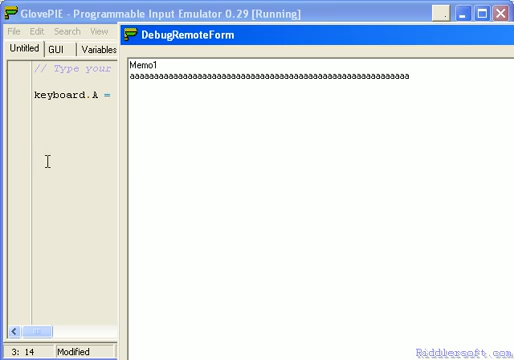 GlovePIE - Programmable Input Emulator 0.29 [Running]
File Edit Search View
Untitled GUI Variables
// Type your
keyboard.A =
3: 14 Modified
DebugRemoteForm
Memo1
aaaaaaaaaaaaaaaaaaaaaaaaaaaaaaaaaaaaaaaaaaaaaaaaaaaaaaaa
Riddlersoft.com